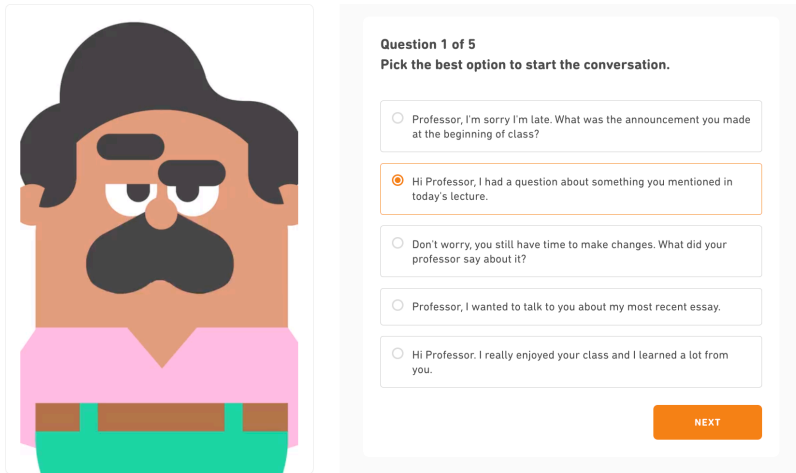 Question 1 of 5
Pick the best option to start the conversation.
Professor, I'm sorry I'm late. What was the announcement you made
at the beginning of class?
Hi Professor, I had a question about something you mentioned in
today's lecture.
Don't worry, you still have time to make changes. What did your
professor say about it?
Professor, I wanted to talk to you about my most recent essay.
Hi Professor. I really enjoyed your class and I learned a lot from
you.
NEXT